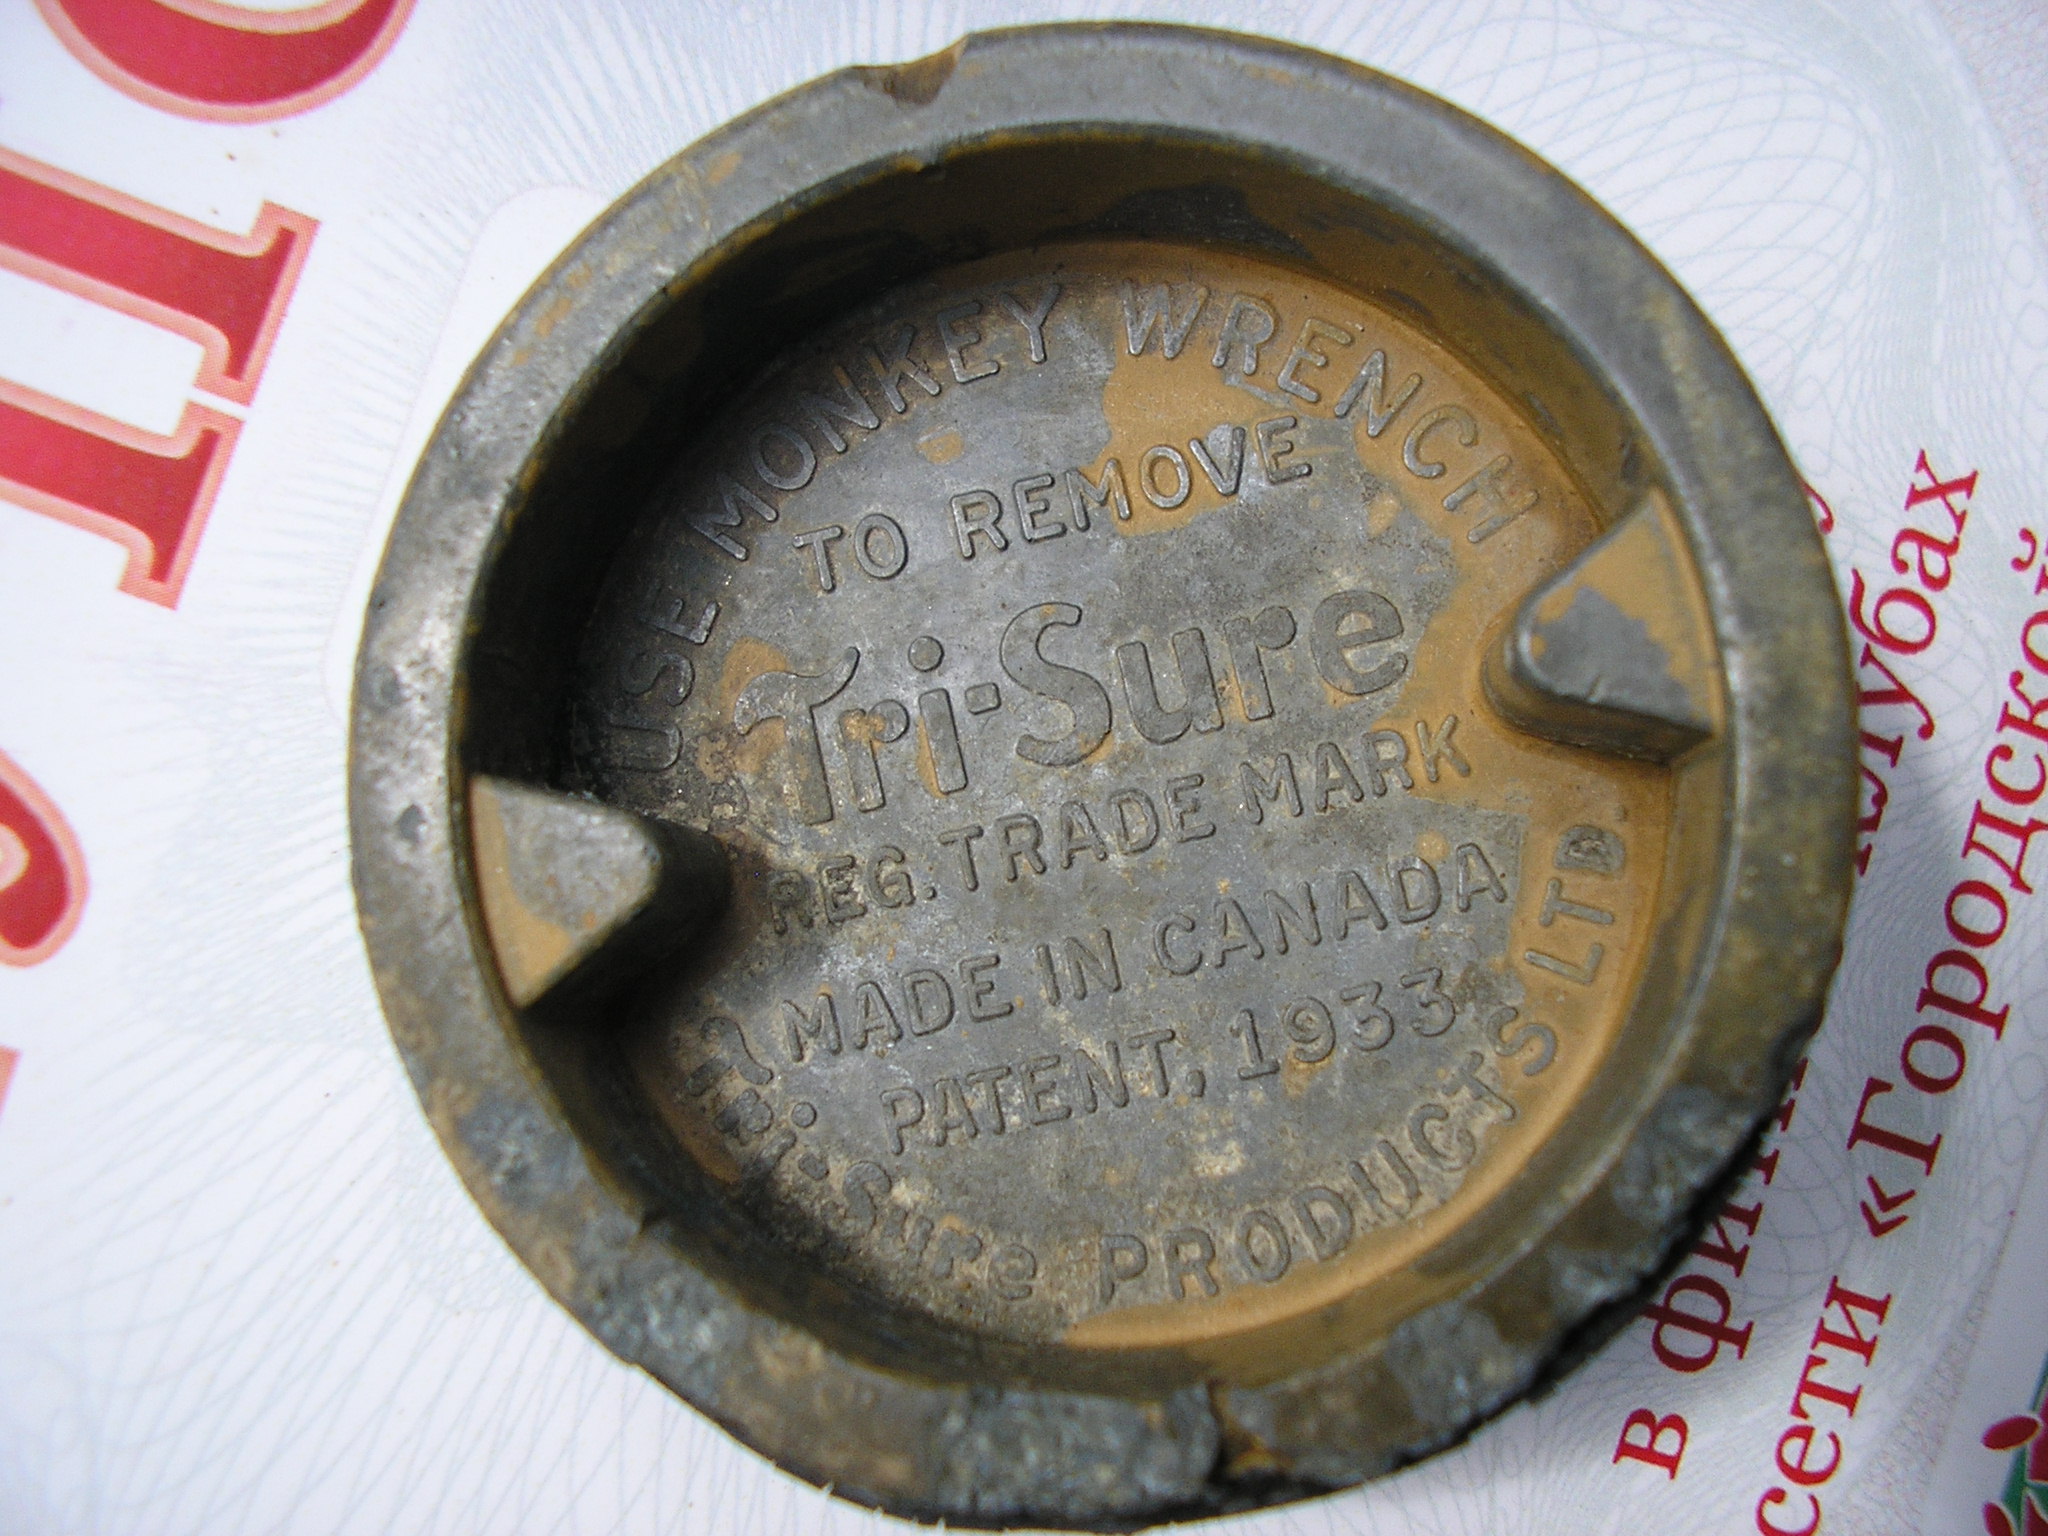 USE MONKEY WRENCH
TO REMOVE
Tri-Sure
REG. TRADE MARK
MADE IN CANADA
PATENT. 1933
Tri-Sure PRODUCTS LTD.
клубах
в фитн
сети «Городской